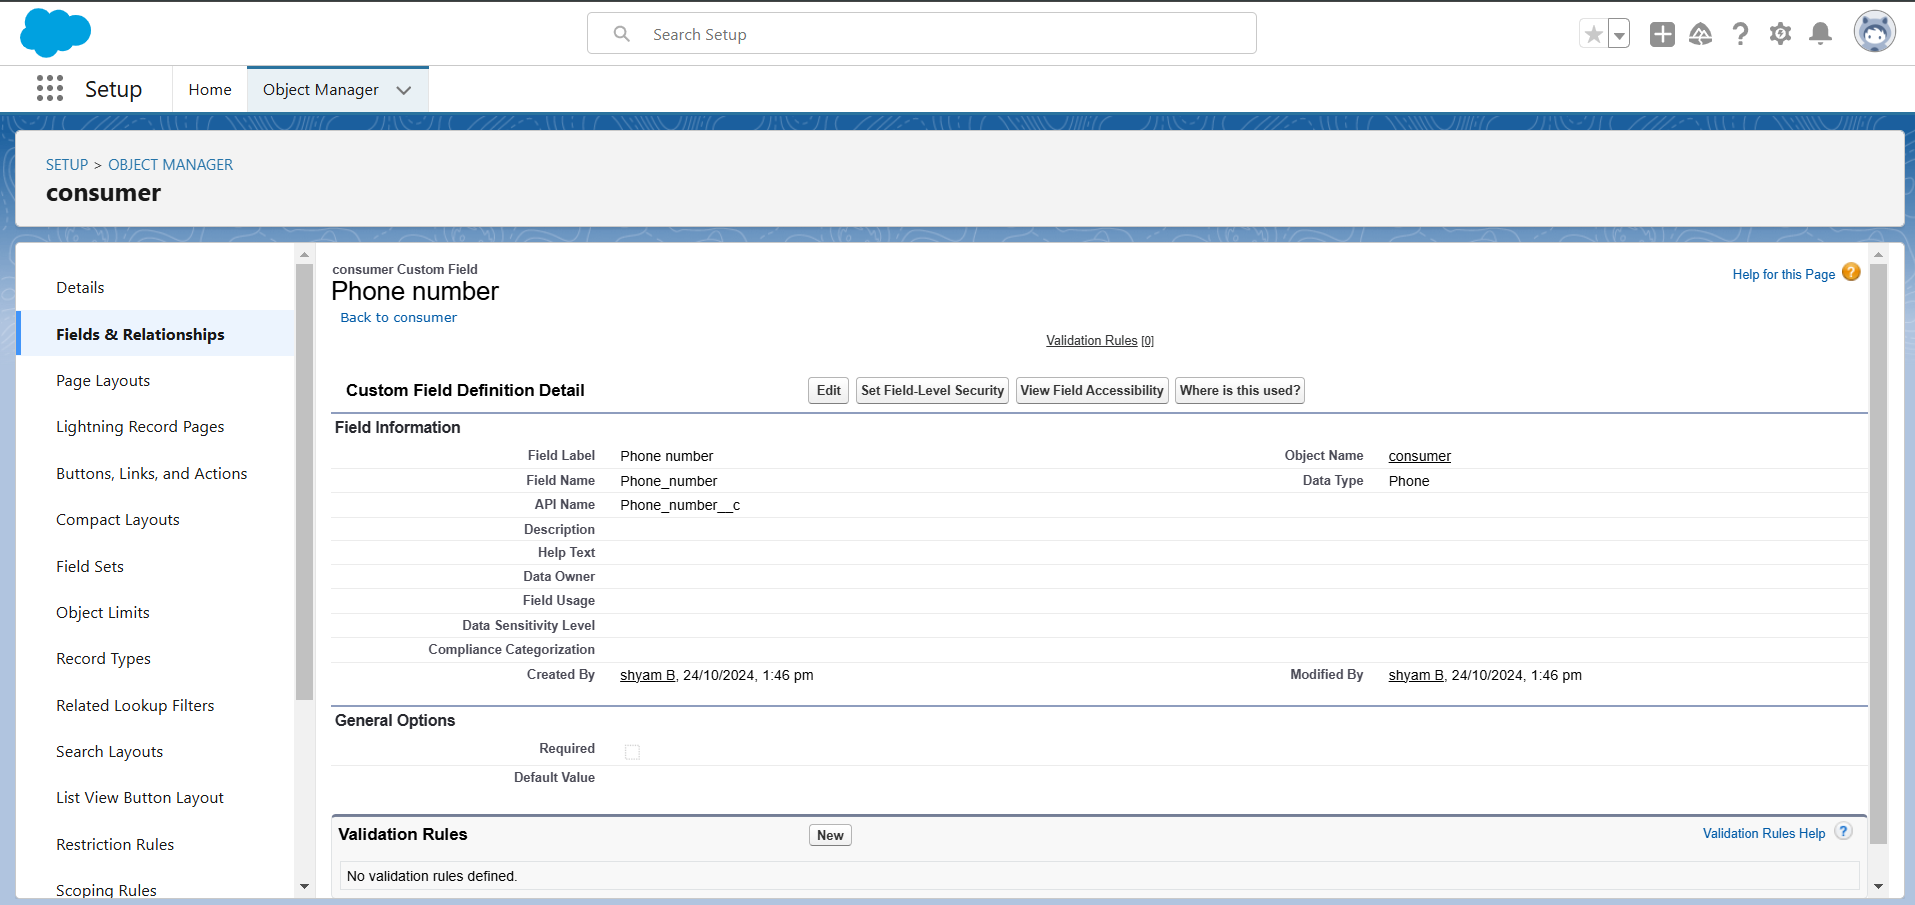 Search Setup
Setup
Home
Object Manager
SETUP > OBJECT MANAGER
consumer
Details
Fields & Relationships
Page Layouts
Lightning Record Pages
Buttons, Links, and Actions
Compact Layouts
Field Sets
Object Limits
Record Types
Related Lookup Filters
Search Layouts
List View Button Layout
Restriction Rules
Scoping Rules
consumer Custom Field
Phone number
Back to consumer
Help for this Page ?
Validation Rules [0]
Custom Field Definition Detail
Edit
Set Field-Level Security
View Field Accessibility
Where is this used?
Field Information
Field Label Phone number Object Name consumer
Field Name Phone_number Data Type Phone
API Name Phone_number__c
Description
Help Text
Data Owner
Field Usage
Data Sensitivity Level
Compliance Categorization
Created By shyam B, 24/10/2024, 1:46 pm Modified By shyam B, 24/10/2024, 1:46 pm
General Options
Required
Default Value
Validation Rules
New
Validation Rules Help ?
No validation rules defined.